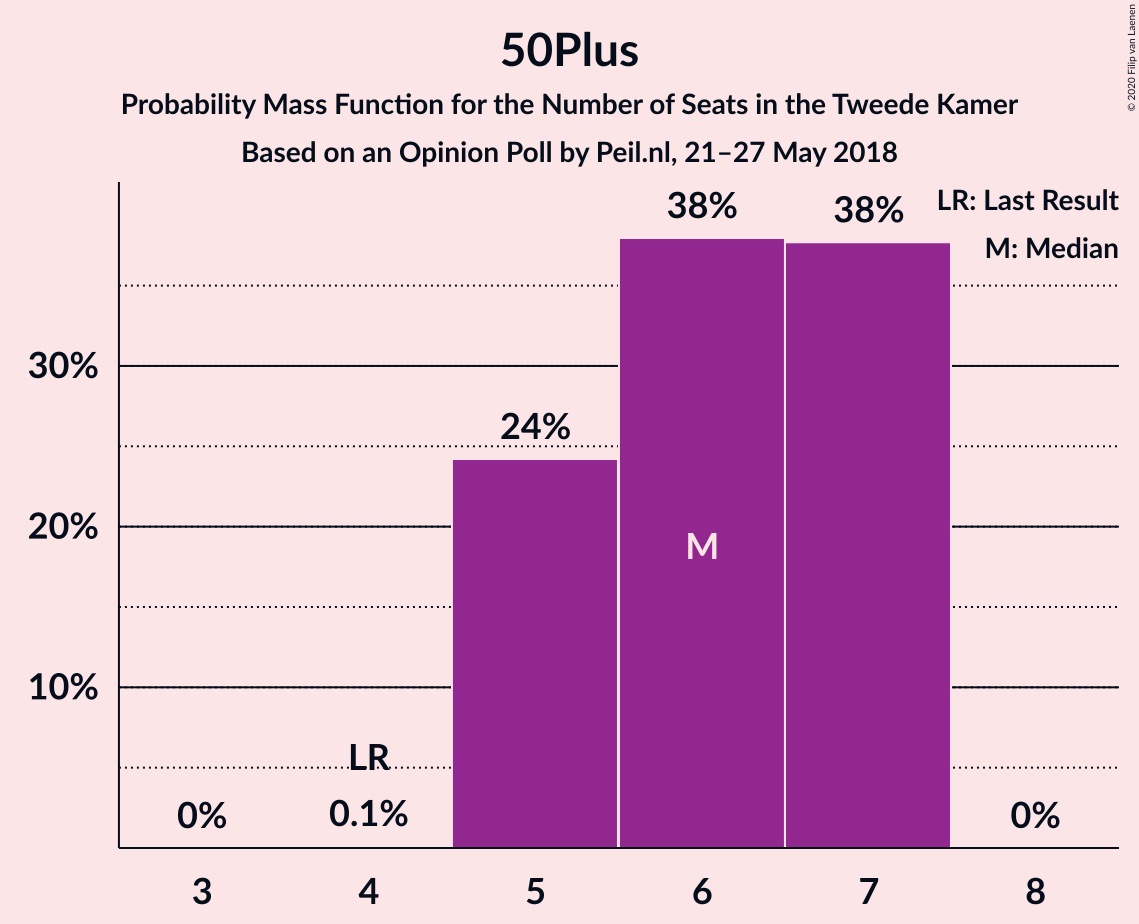 50Plus
Probability Mass Function for the Number of Seats in the Tweede Kamer
Based on an Opinion Poll by Peil.nl, 21–27 May 2018
© 2020 Filip van Laenen
LR: Last Result
M: Median
38%
38%
30%
24%
20%
M
10%
LR
0%
0.1%
0%
3
4
5
6
7
8